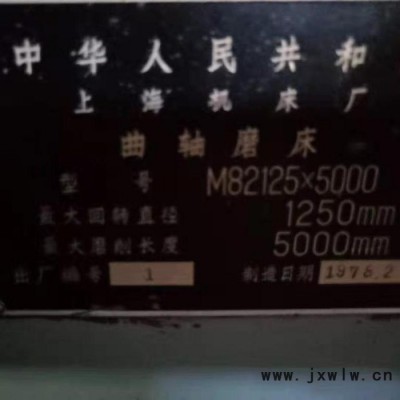 中华人民共和
上海机床厂
曲轴磨床
型号 M82125×5000
最大回转直径 1250mm
最大磨削长度 5000mm
出厂编号 1 制造日期 1976.2
www.jxwlw.cn